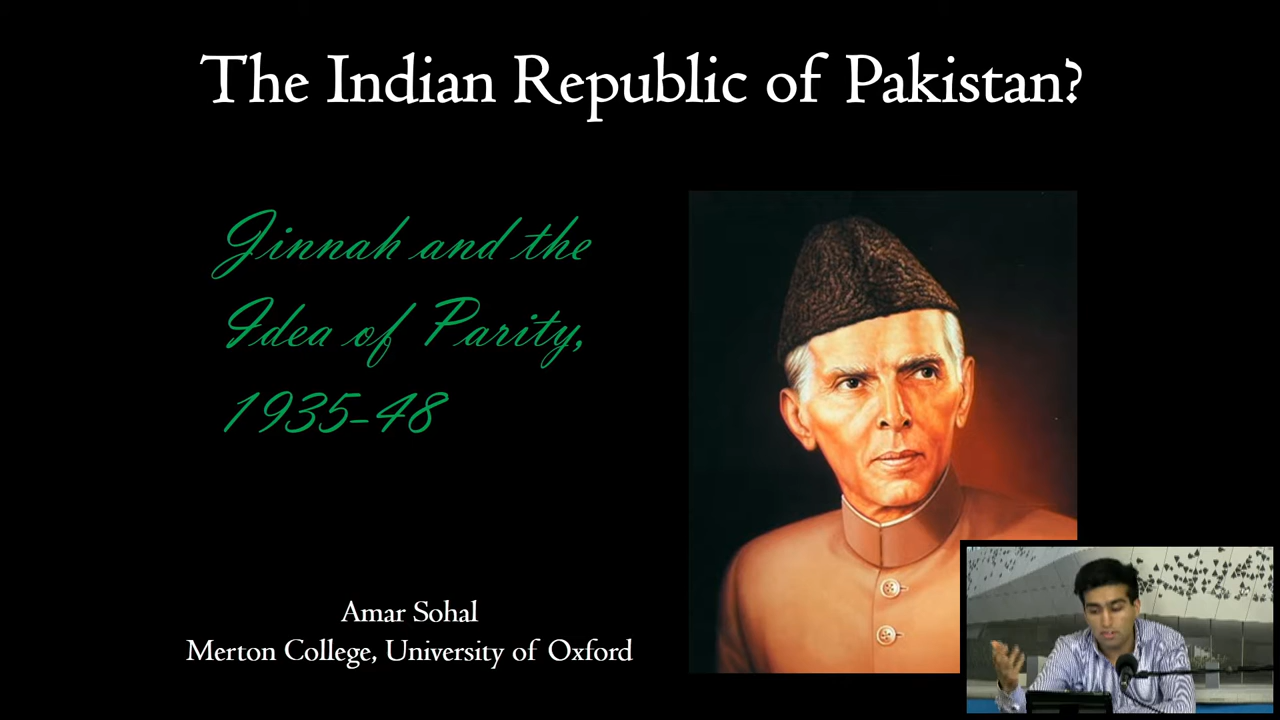 The Indian Republic of Pakistan?
Jinnah and the
Idea of Parity,
1935-48
Amar Sohal
Merton College, University of Oxford